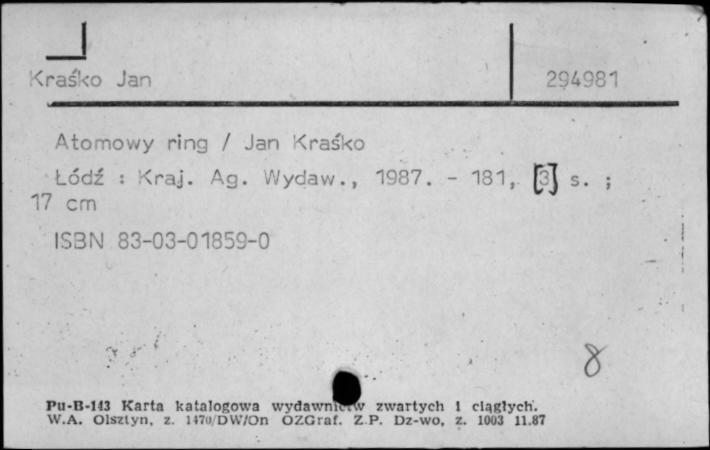 Kraśko Jan 294981
Atomowy ring / Jan Kraśko
Łódź : Kraj. Ag. Wydaw., 1987. - 181, [3] s. ;
17 cm
ISBN 83-03-01859-0
8
Pu-B-143 Karta katalogowa wydawnictw zwartych i ciągłych.
W.A. Olsztyn, z. 1470/DW/On OZGraf. Z.P. Dz-wo, z. 1003 11.87